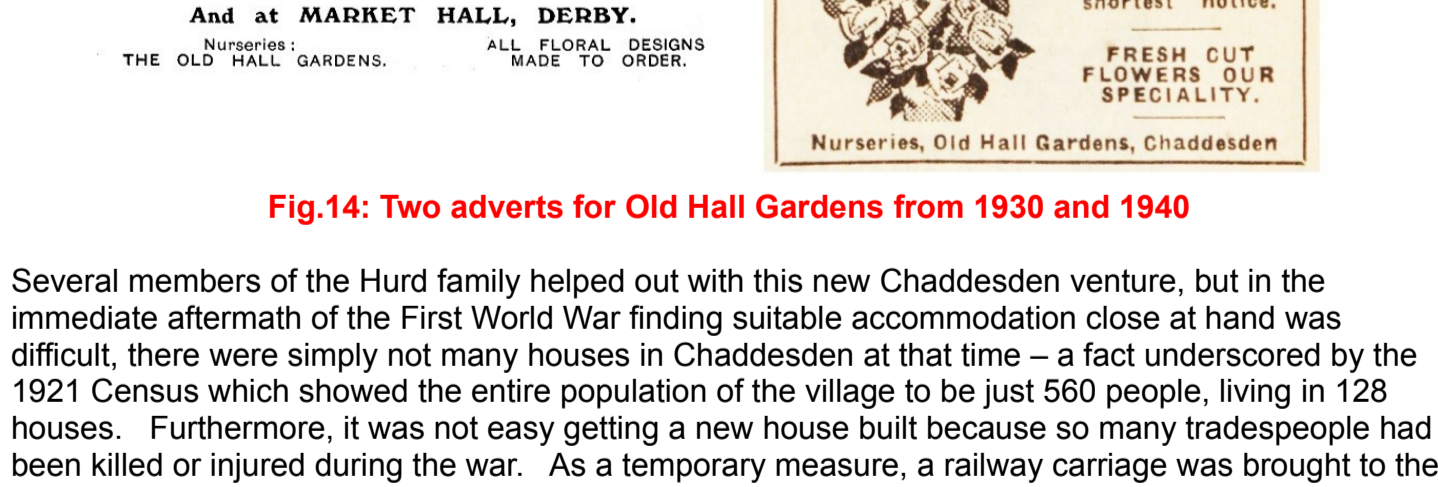 And at MARKET HALL, DERBY.
Nurseries:
THE OLD HALL GARDENS.
ALL FLORAL DESIGNS
MADE TO ORDER.
shortest notice.
FRESH CUT
FLOWERS OUR
SPECIALITY.
Nurseries, Old Hall Gardens, Chaddesden
Fig.14: Two adverts for Old Hall Gardens from 1930 and 1940
Several members of the Hurd family helped out with this new Chaddesden venture, but in the
immediate aftermath of the First World War finding suitable accommodation close at hand was
difficult, there were simply not many houses in Chaddesden at that time – a fact underscored by the
1921 Census which showed the entire population of the village to be just 560 people, living in 128
houses.   Furthermore, it was not easy getting a new house built because so many tradespeople had
been killed or injured during the war.   As a temporary measure, a railway carriage was brought to the